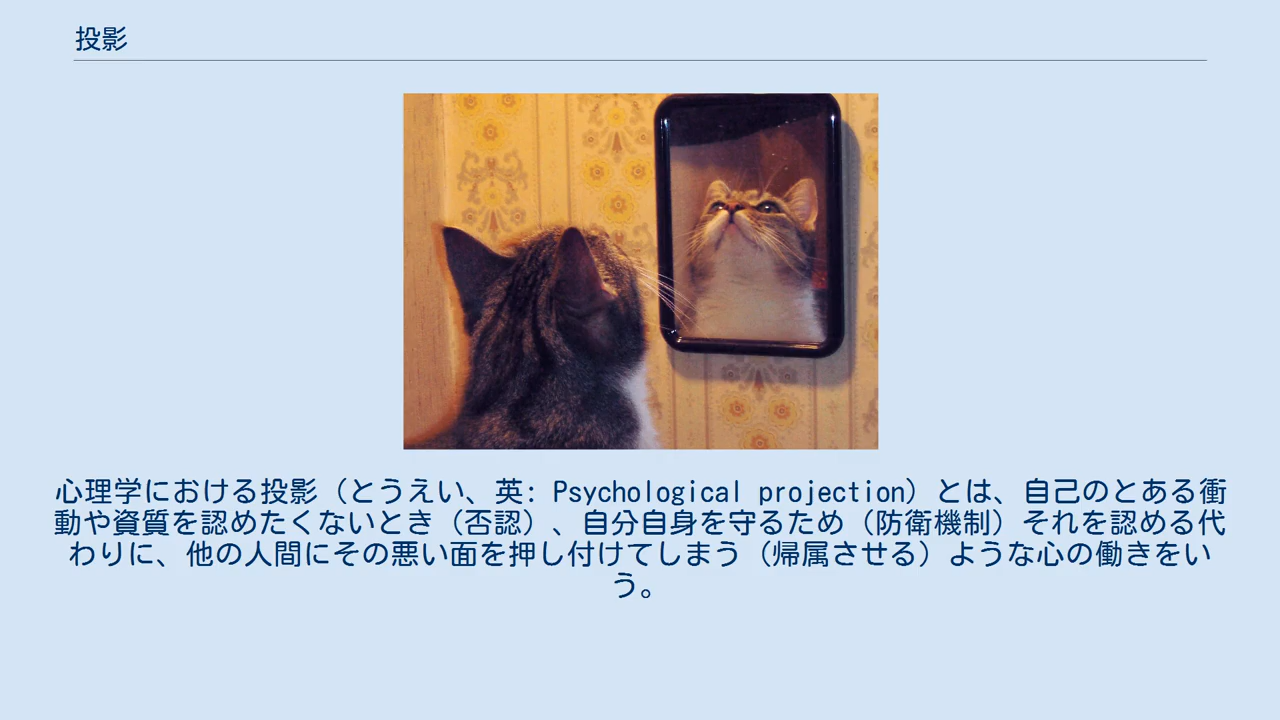 投影
心理学における投影（とうえい、英: Psychological projection）とは、自己のとある衝
動や資質を認めたくないとき（否認）、自分自身を守るため（防衛機制）それを認める代
わりに、他の人間にその悪い面を押し付けてしまう（帰属させる）ような心の働きをい
う。